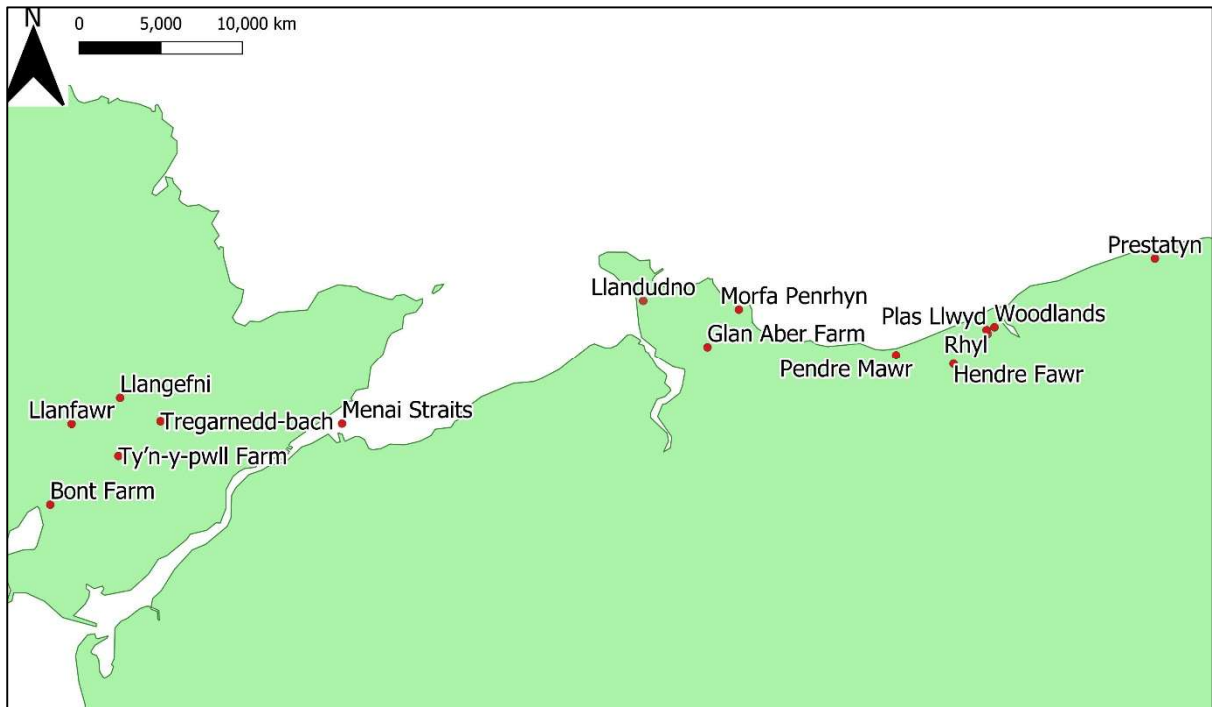 N
0 5,000 10,000 km
Prestatyn
Llandudno
Morfa Penrhyn
Plas Llwyd
Woodlands
Glan Aber Farm
Rhyl
Pendre Mawr
Hendre Fawr
Llangefni
Llanfawr
Tregarnedd-bach
Menai Straits
Ty'n-y-pwll Farm
Bont Farm